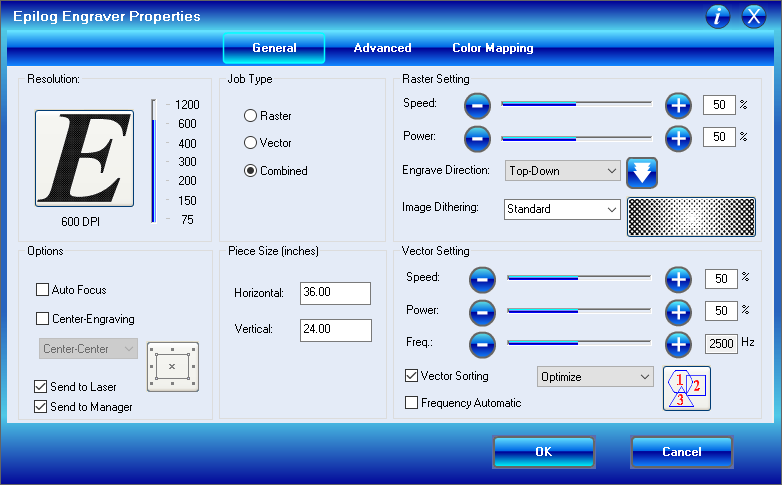 Epilog Engraver Properties
i X
General Advanced Color Mapping
Resolution:
E
1200
600
400
300
200
150
75
600 DPI
Job Type
Raster
Vector
Combined
Raster Setting
Speed: - + 50 %
Power: - + 50 %
Engrave Direction: Top-Down
Image Dithering: Standard
Options
Auto Focus
Center-Engraving
Center-Center
Send to Laser
Send to Manager
Piece Size (inches)
Horizontal: 36.00
Vertical: 24.00
Vector Setting
Speed: - + 50 %
Power: - + 50 %
Freq.: - + 2500 Hz
Vector Sorting Optimize
1 2
3
Frequency Automatic
OK Cancel